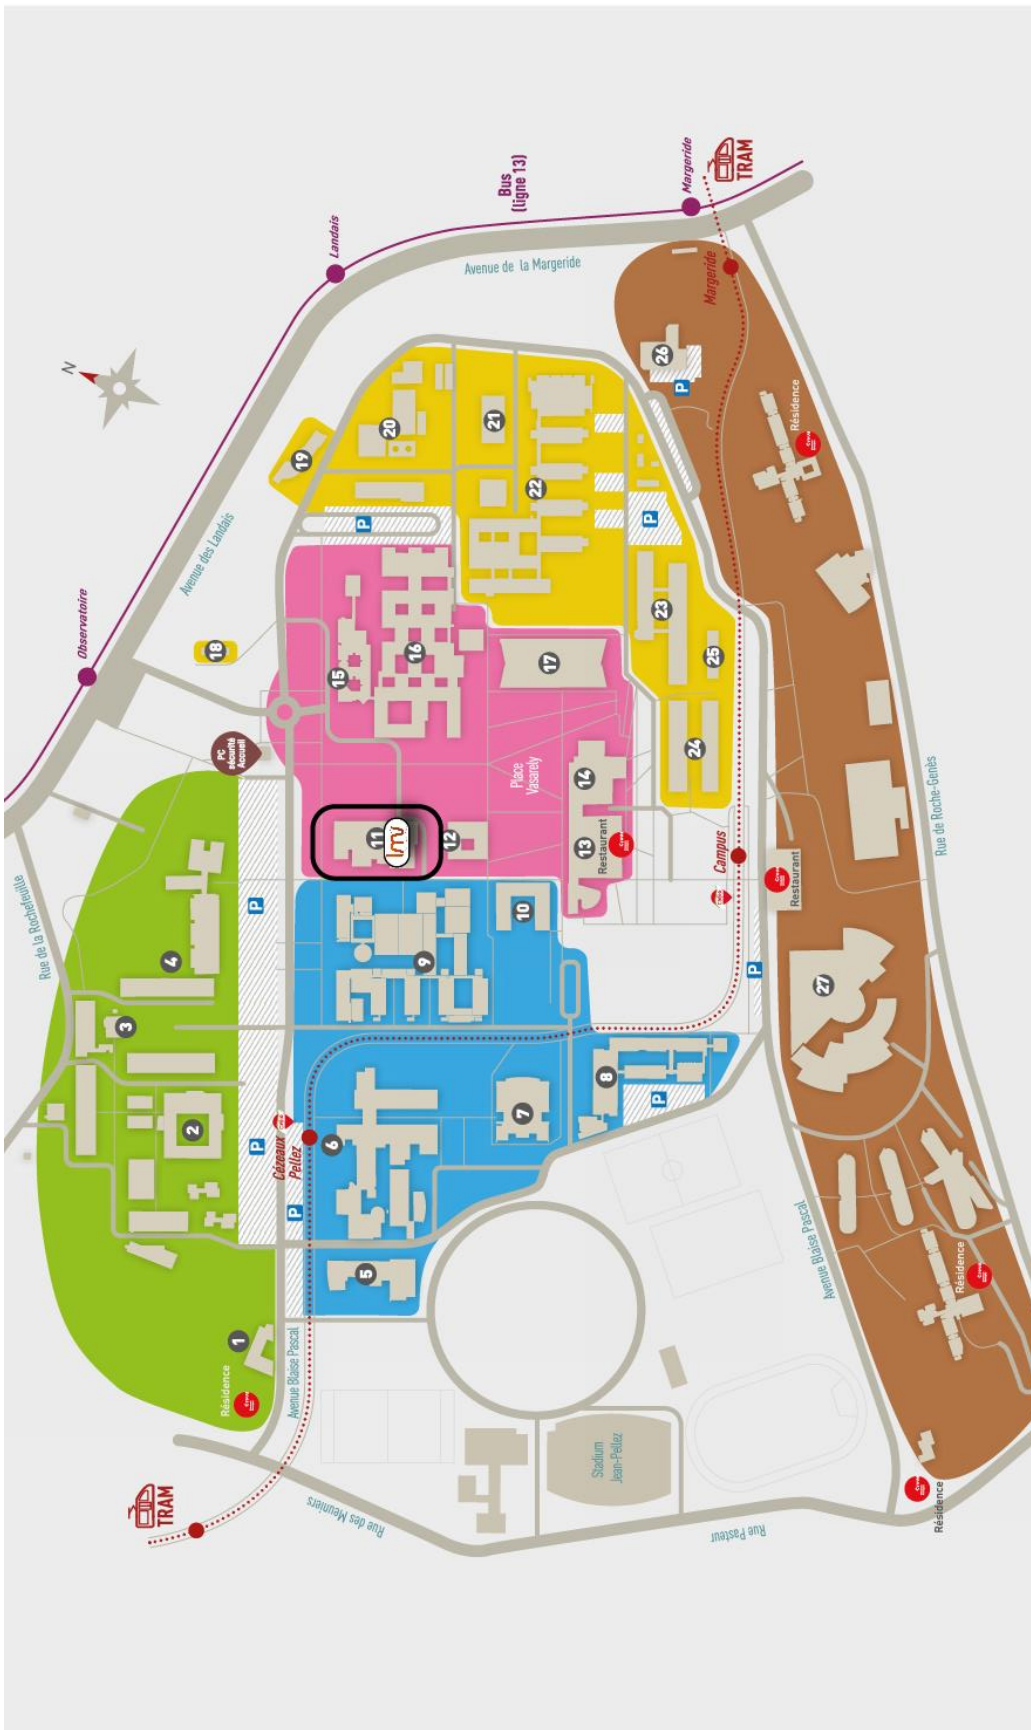 N
TRAM
Rue des Meuniers
Rue Pasteur
Stadium
Jean-Pellez
Résidence
Résidence
Avenue Blaise Pascal
1
5
P
Cézeaux
Pellez
P
2
3
4
Rue de la Rochefeuille
P
PC
sécurité
Accueil
6
7
8
P
9
10
11
lmv
12
13
Restaurant
14
Place
Vasarely
15
16
17
18
Observatoire
Avenue des Landais
Landais
19
20
21
22
P
P
23
24
25
26
P
Campus
P
Restaurant
27
Avenue Blaise Pascal
Résidence
Résidence
Rue de Roche-Genès
Margeride
Avenue de la Margeride
Bus
(ligne 13)
Margeride
TRAM